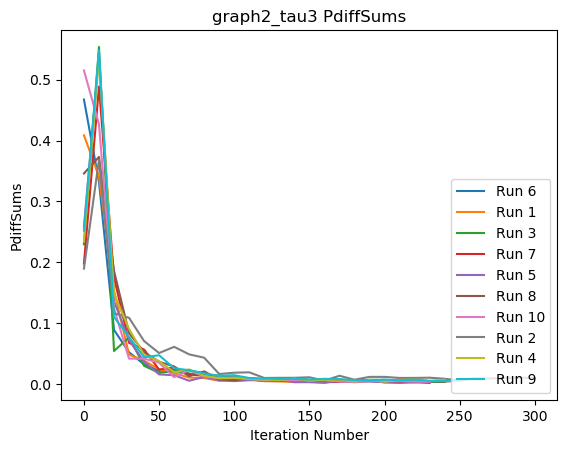 graph2_tau3 PdiffSums
PdiffSums
0.5
0.4
0.3
0.2
0.1
0.0
Run 6
Run 1
Run 3
Run 7
Run 5
Run 8
Run 10
Run 2
Run 4
Run 9
0 50 100 150 200 250 300
Iteration Number